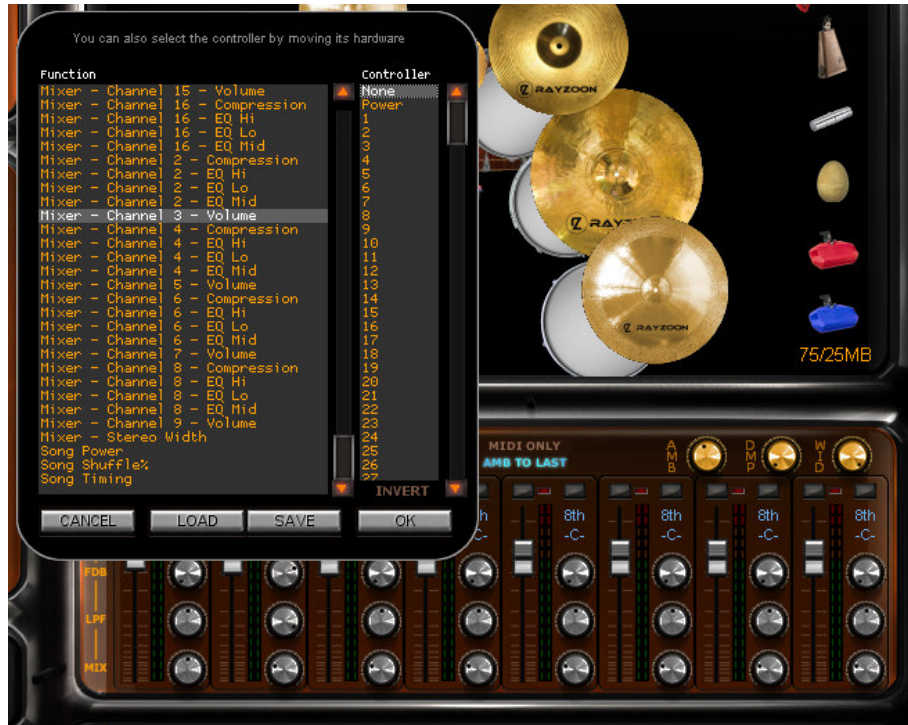 You can also select the controller by moving its hardware
Function
Mixer - Channel 15 - Volume
Mixer - Channel 16 - Compression
Mixer - Channel 16 - EQ Hi
Mixer - Channel 16 - EQ Lo
Mixer - Channel 16 - EQ Mid
Mixer - Channel 2 - Compression
Mixer - Channel 2 - EQ Hi
Mixer - Channel 2 - EQ Lo
Mixer - Channel 2 - EQ Mid
Mixer - Channel 3 - Volume
Mixer - Channel 4 - Compression
Mixer - Channel 4 - EQ Hi
Mixer - Channel 4 - EQ Lo
Mixer - Channel 4 - EQ Mid
Mixer - Channel 5 - Volume
Mixer - Channel 6 - Compression
Mixer - Channel 6 - EQ Hi
Mixer - Channel 6 - EQ Lo
Mixer - Channel 6 - EQ Mid
Mixer - Channel 7 - Volume
Mixer - Channel 8 - Compression
Mixer - Channel 8 - EQ Hi
Mixer - Channel 8 - EQ Lo
Mixer - Channel 8 - EQ Mid
Mixer - Channel 9 - Volume
Mixer - Stereo Width
Song Power
Song Shuffle%
Song Timing
Controller
None
Power
1
2
3
4
5
6
7
8
9
10
11
12
13
14
15
16
17
18
19
20
21
22
23
24
25
26
27
INVERT
CANCEL
LOAD
SAVE
OK
RAYZOON
RAYZ
RAYZOON
75/25MB
MIDI ONLY
AMB TO LAST
AMB
DMP
WID
h
8th
8th
8th
8th
-C-
-C-
-C-
-C-
-C-
FDB
LPF
MIX